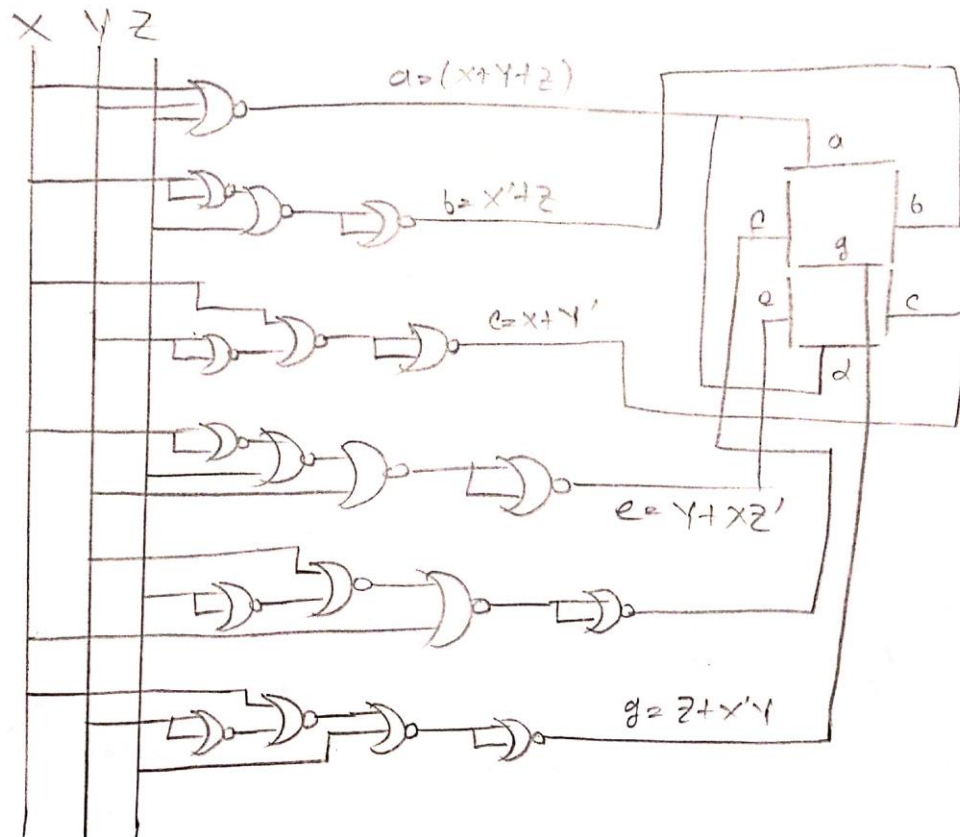 X Y Z
a=(X+Y+Z)
a
b=X'+Z
b
f
g
e
c
c=X+Y'
d
e=Y+XZ'
g=Z+X'Y